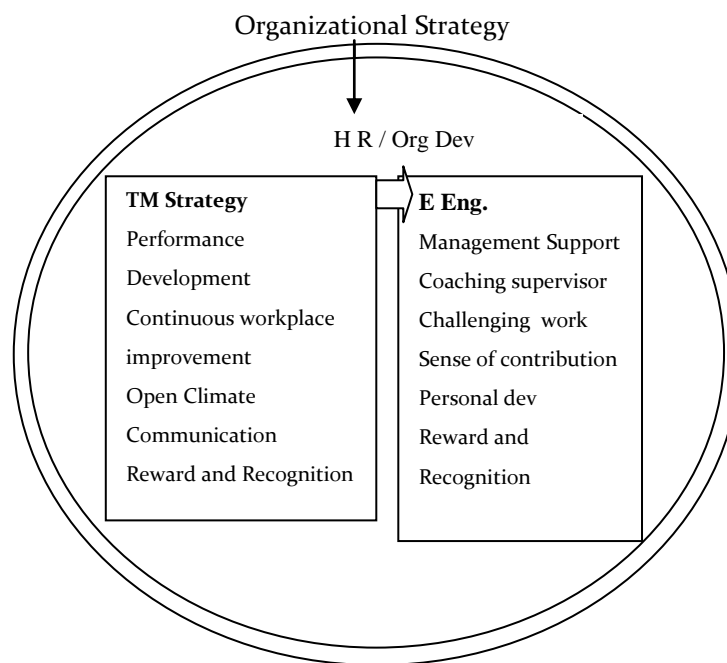 Organizational Strategy
H R / Org Dev
TM Strategy
Performance
Development
Continuous workplace
improvement
Open Climate
Communication
Reward and Recognition
E Eng.
Management Support
Coaching supervisor
Challenging work
Sense of contribution
Personal dev
Reward and
Recognition